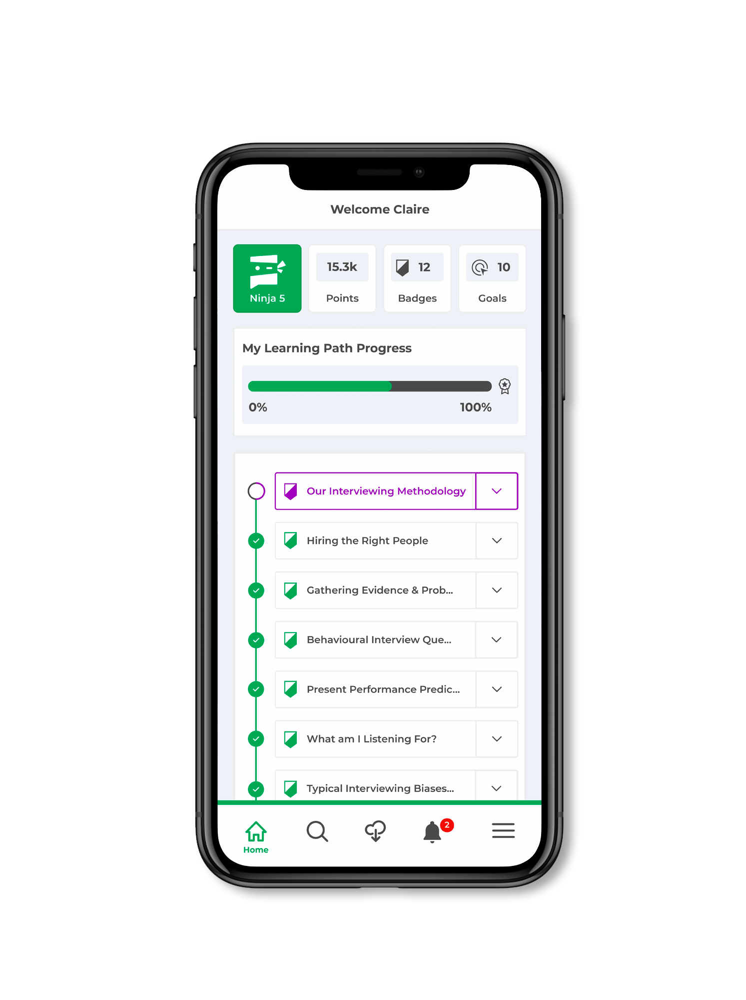 Welcome Claire
Ninja 5
15.3k
Points
12
Badges
10
Goals
My Learning Path Progress
0%
100%
Our Interviewing Methodology
Hiring the Right People
Gathering Evidence & Prob...
Behavioural Interview Que...
Present Performance Predic...
What am I Listening For?
Typical Interviewing Biases...
2
Home